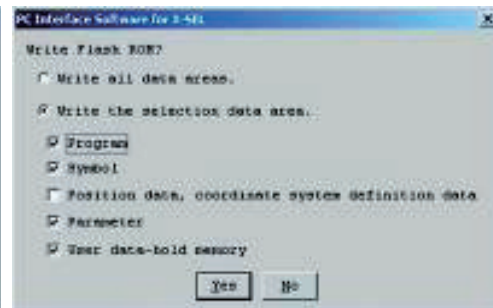 PC Interface Software for X-SEL
Write Flash ROM?
Write all data areas.
Write the selection data area.
Program
Symbol
Position data, coordinate system definition data
Parameter
User data-hold memory
Yes No